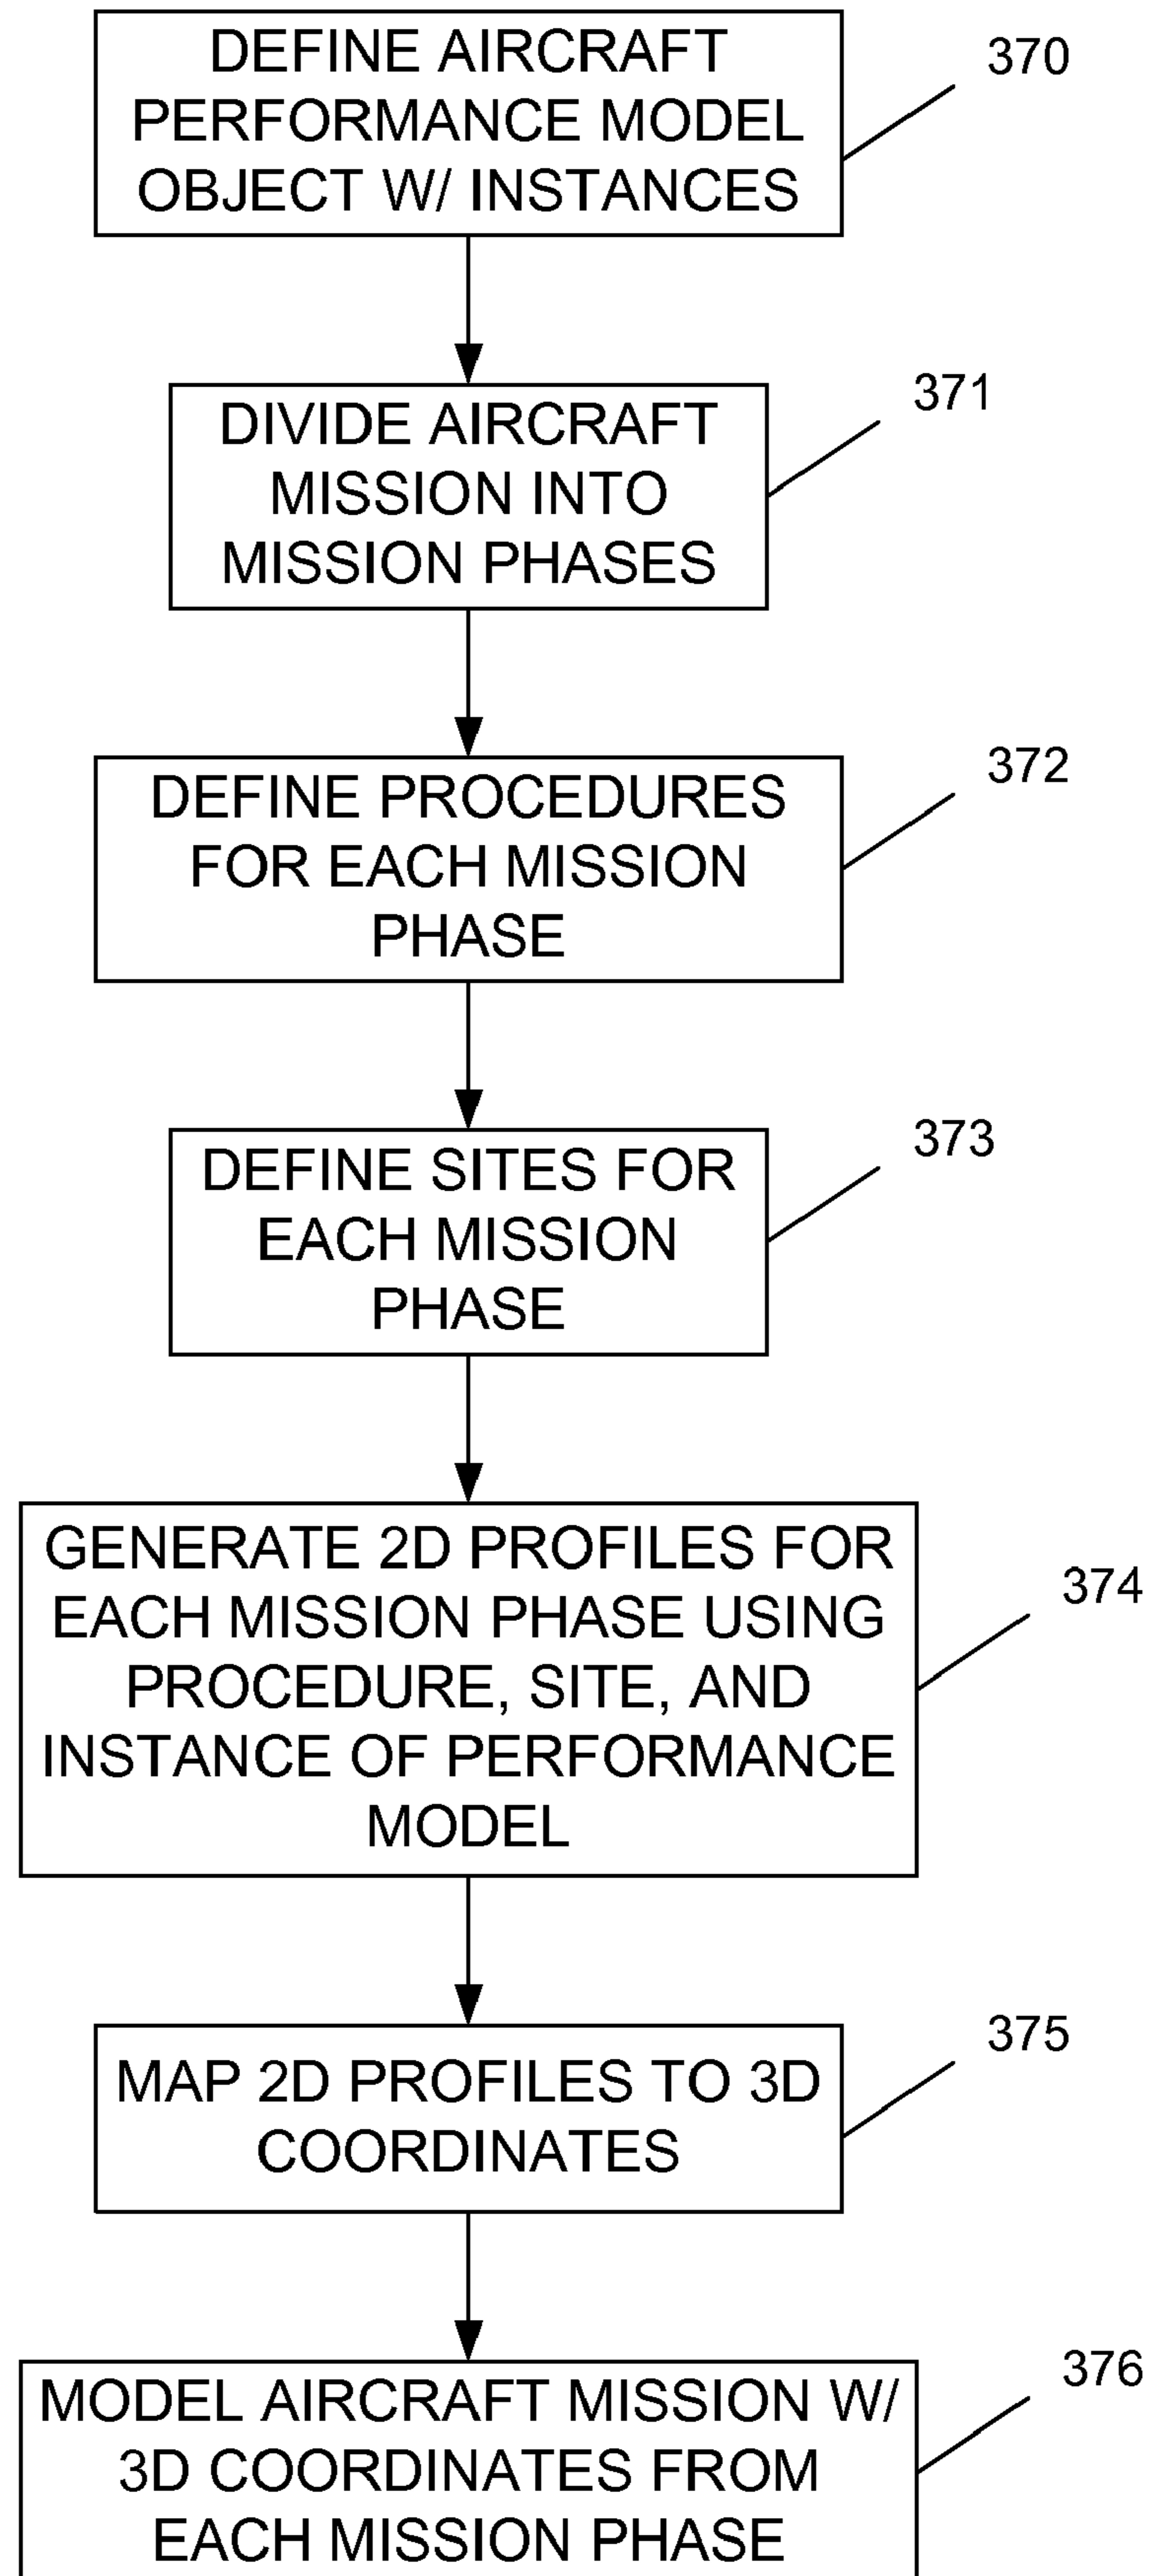 DEFINE AIRCRAFT
PERFORMANCE MODEL
OBJECT W/ INSTANCES
370
DIVIDE AIRCRAFT
MISSION INTO
MISSION PHASES
371
DEFINE PROCEDURES
FOR EACH MISSION
PHASE
372
DEFINE SITES FOR
EACH MISSION
PHASE
373
GENERATE 2D PROFILES FOR
EACH MISSION PHASE USING
PROCEDURE, SITE, AND
INSTANCE OF PERFORMANCE
MODEL
374
MAP 2D PROFILES TO 3D
COORDINATES
375
MODEL AIRCRAFT MISSION W/
3D COORDINATES FROM
EACH MISSION PHASE
376